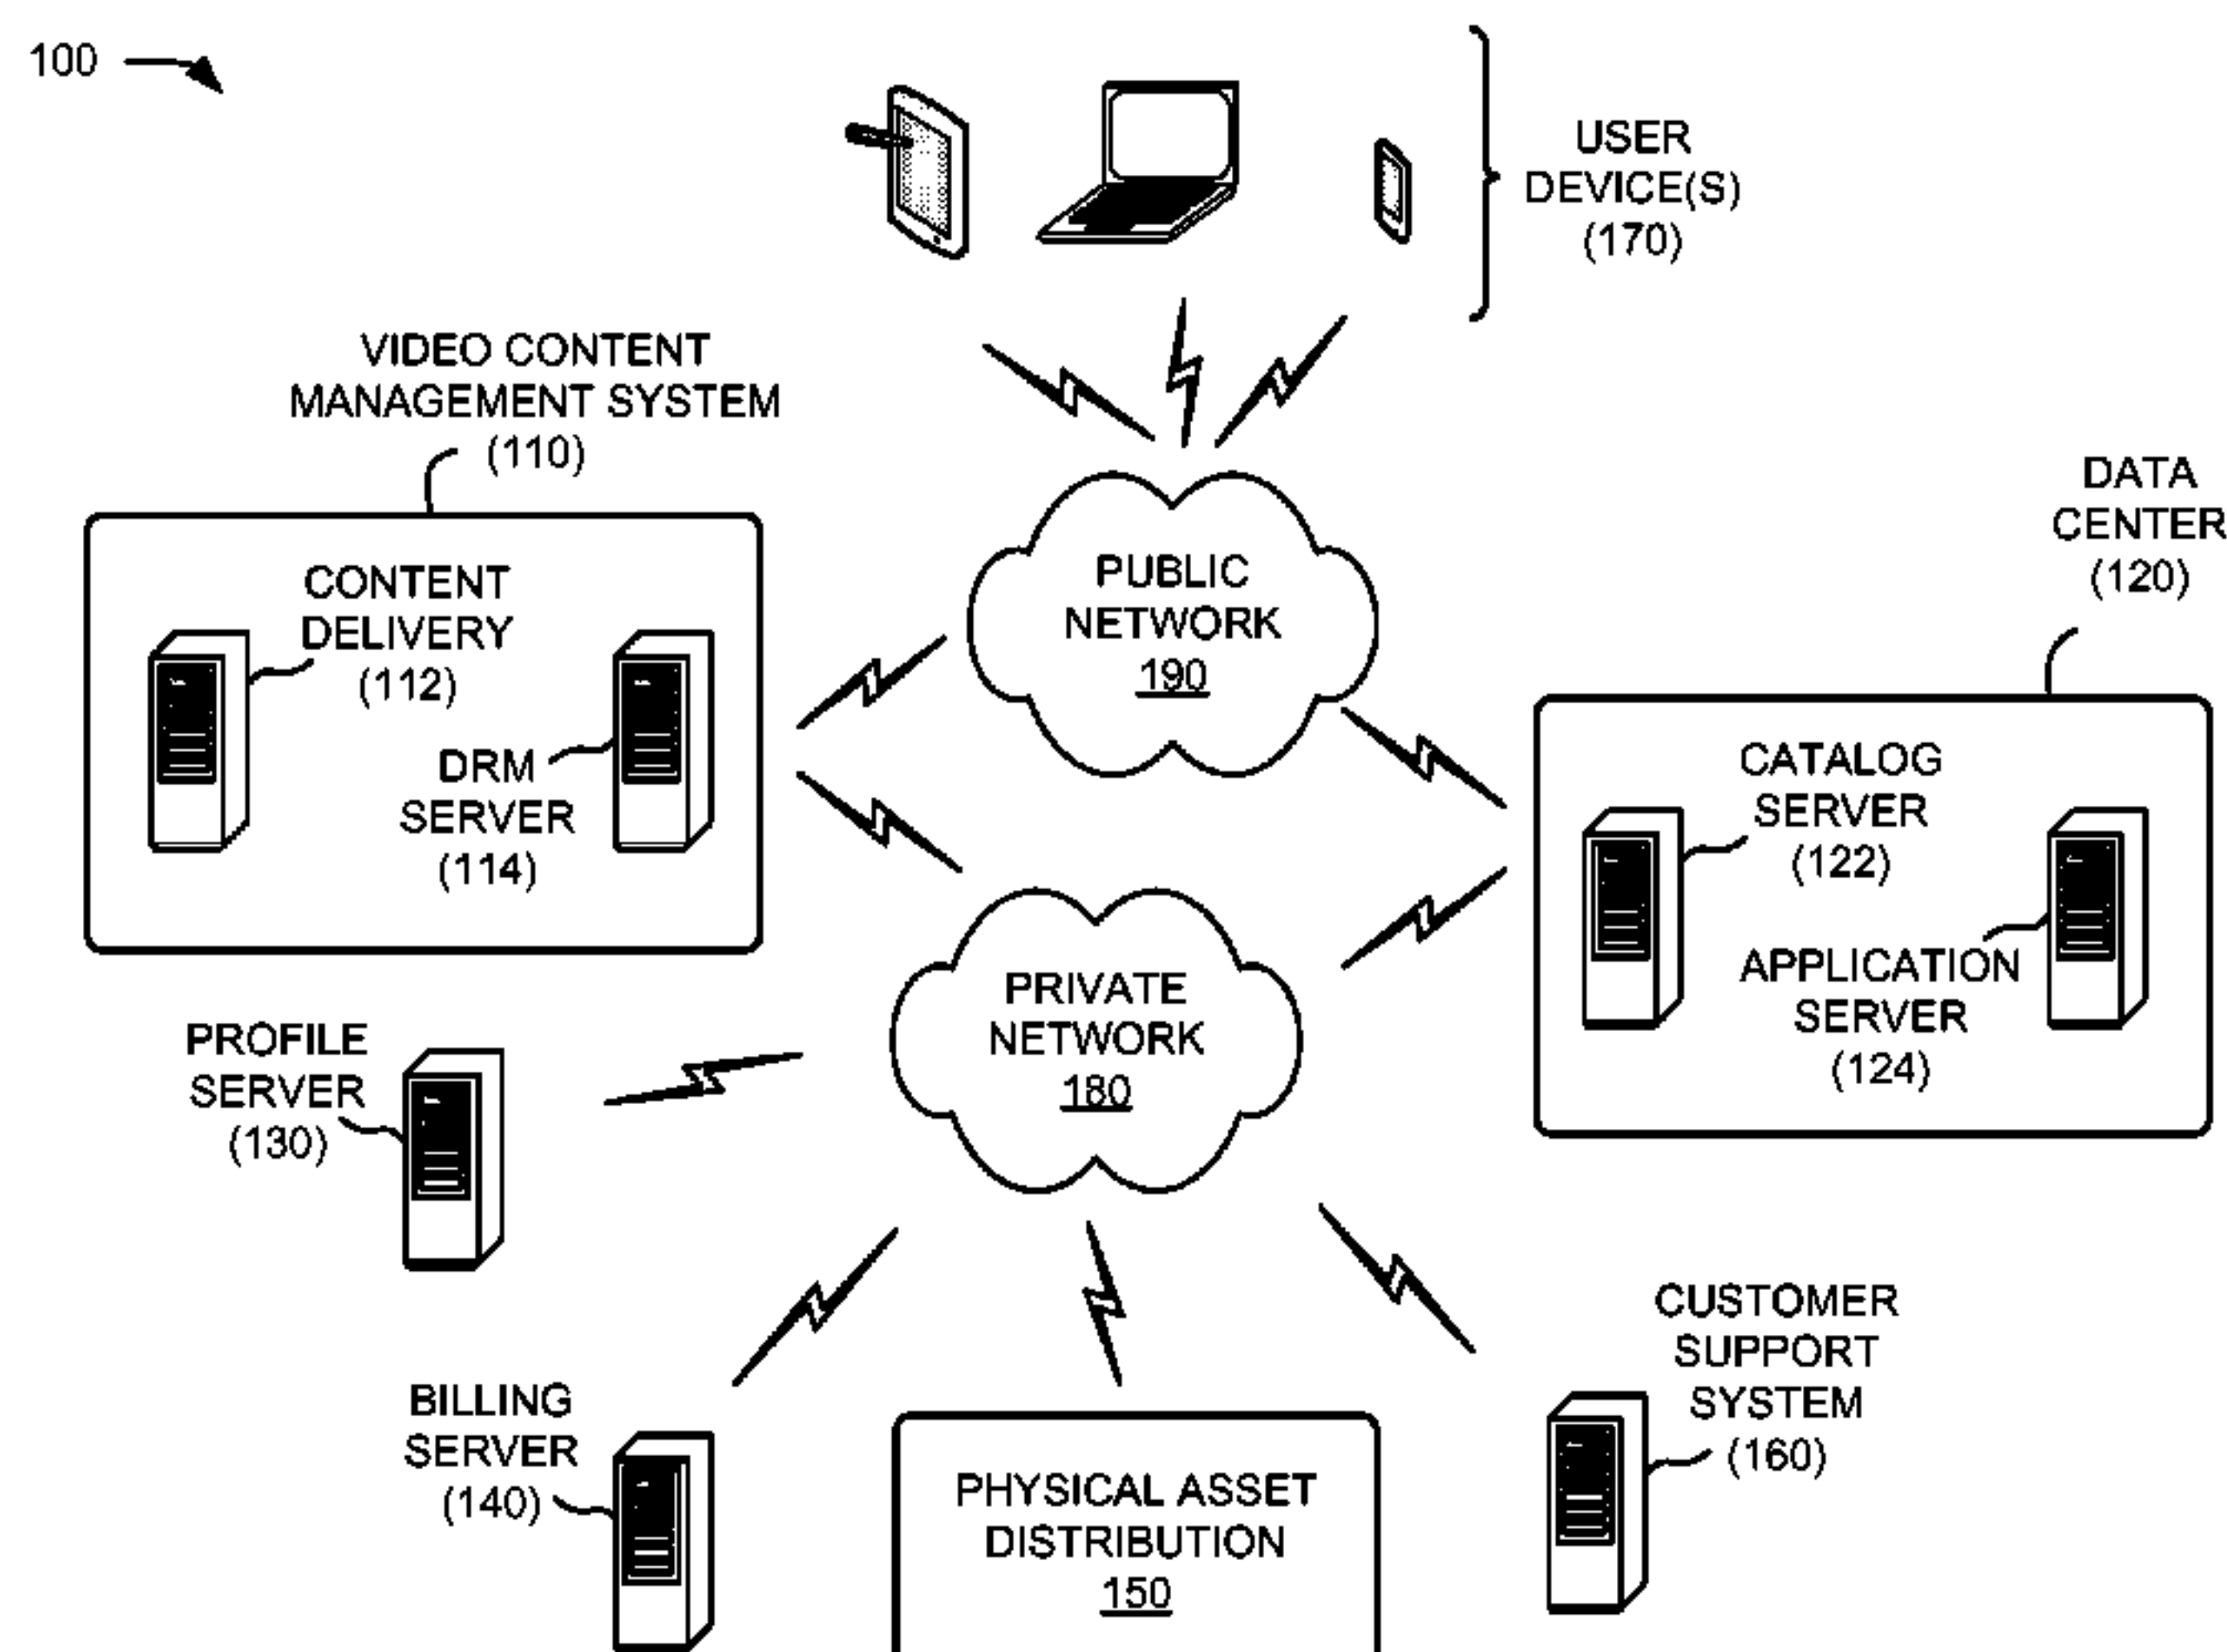 100
USER
DEVICE(S)
(170)
VIDEO CONTENT
MANAGEMENT SYSTEM
(110)
DATA
CENTER
(120)
CONTENT
DELIVERY
(112)
DRM
SERVER
(114)
PUBLIC
NETWORK
190
CATALOG
SERVER
(122)
APPLICATION
SERVER
(124)
PRIVATE
NETWORK
180
PROFILE
SERVER
(130)
BILLING
SERVER
(140)
PHYSICAL ASSET
DISTRIBUTION
150
CUSTOMER
SUPPORT
SYSTEM
(160)